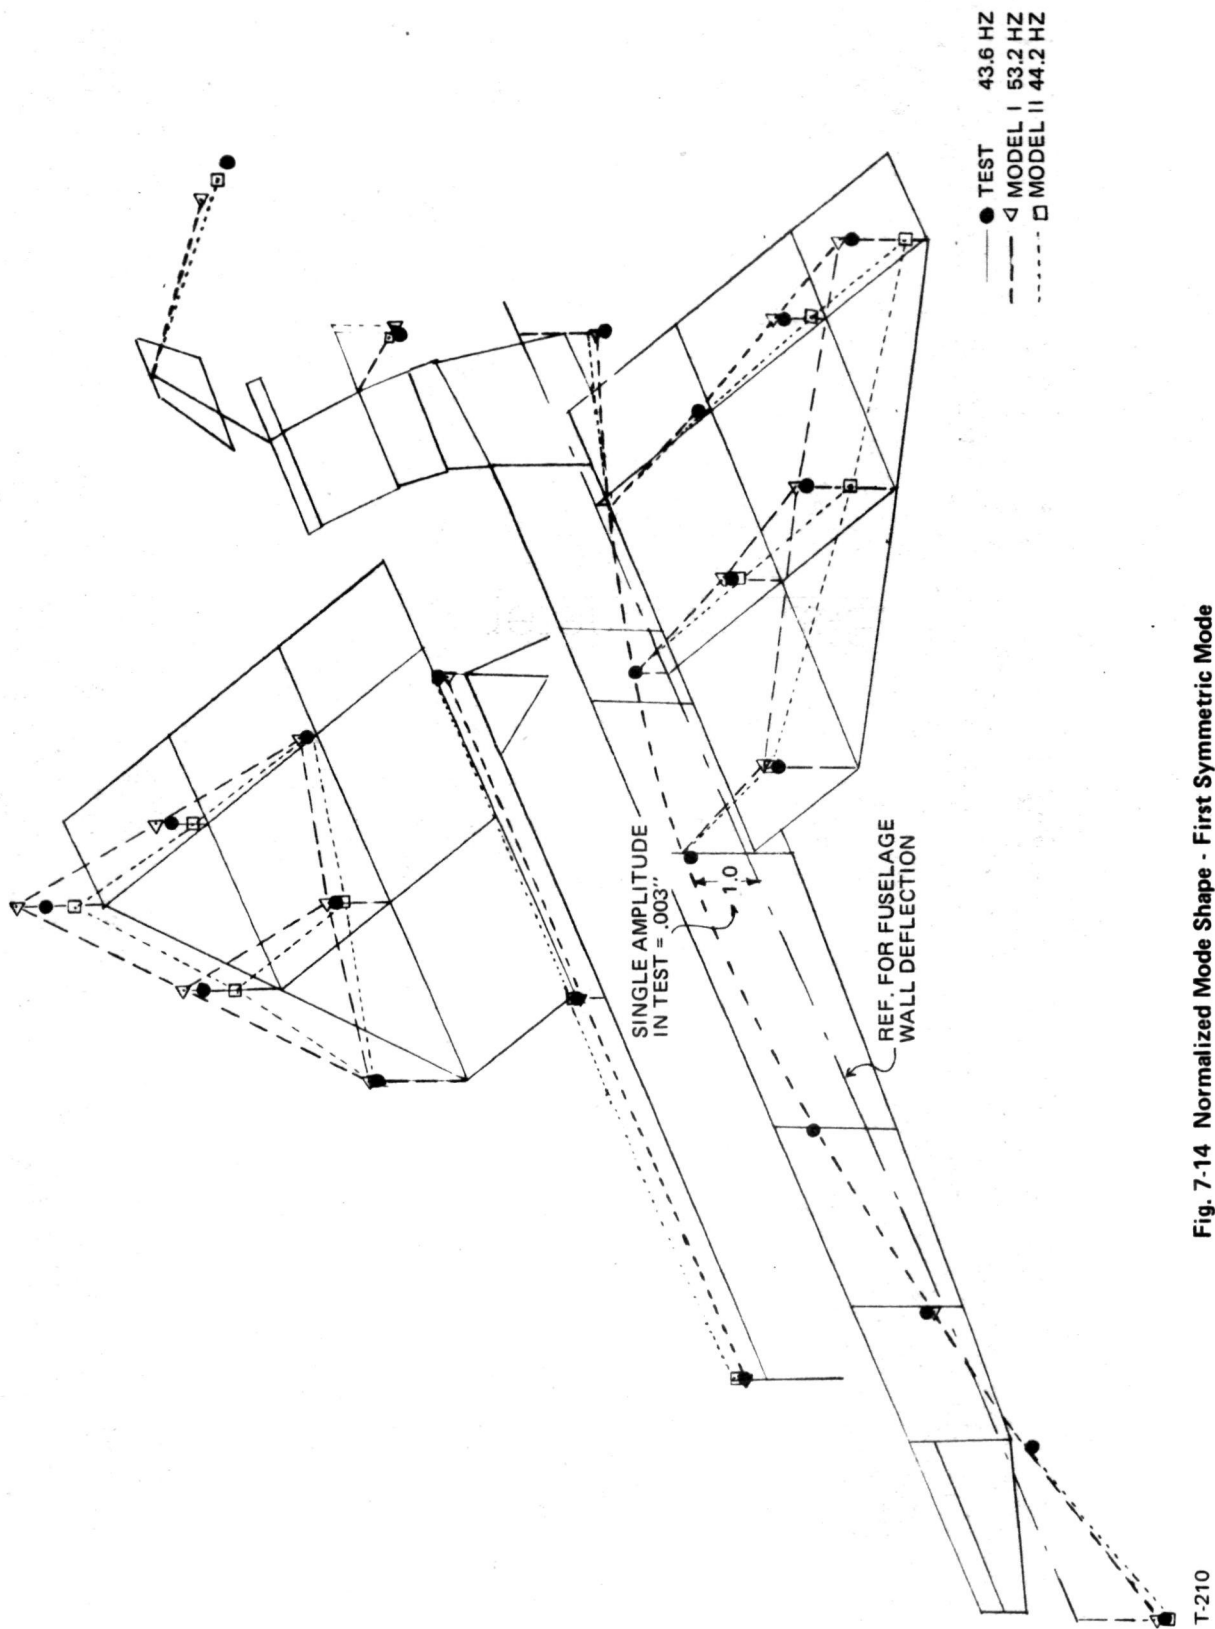 TEST 43.6 HZ
MODEL I 53.2 HZ
MODEL II 44.2 HZ
SINGLE AMPLITUDE
IN TEST = .003"
1.0
REF. FOR FUSELAGE
WALL DEFLECTION
Fig. 7-14 Normalized Mode Shape - First Symmetric Mode
T-210